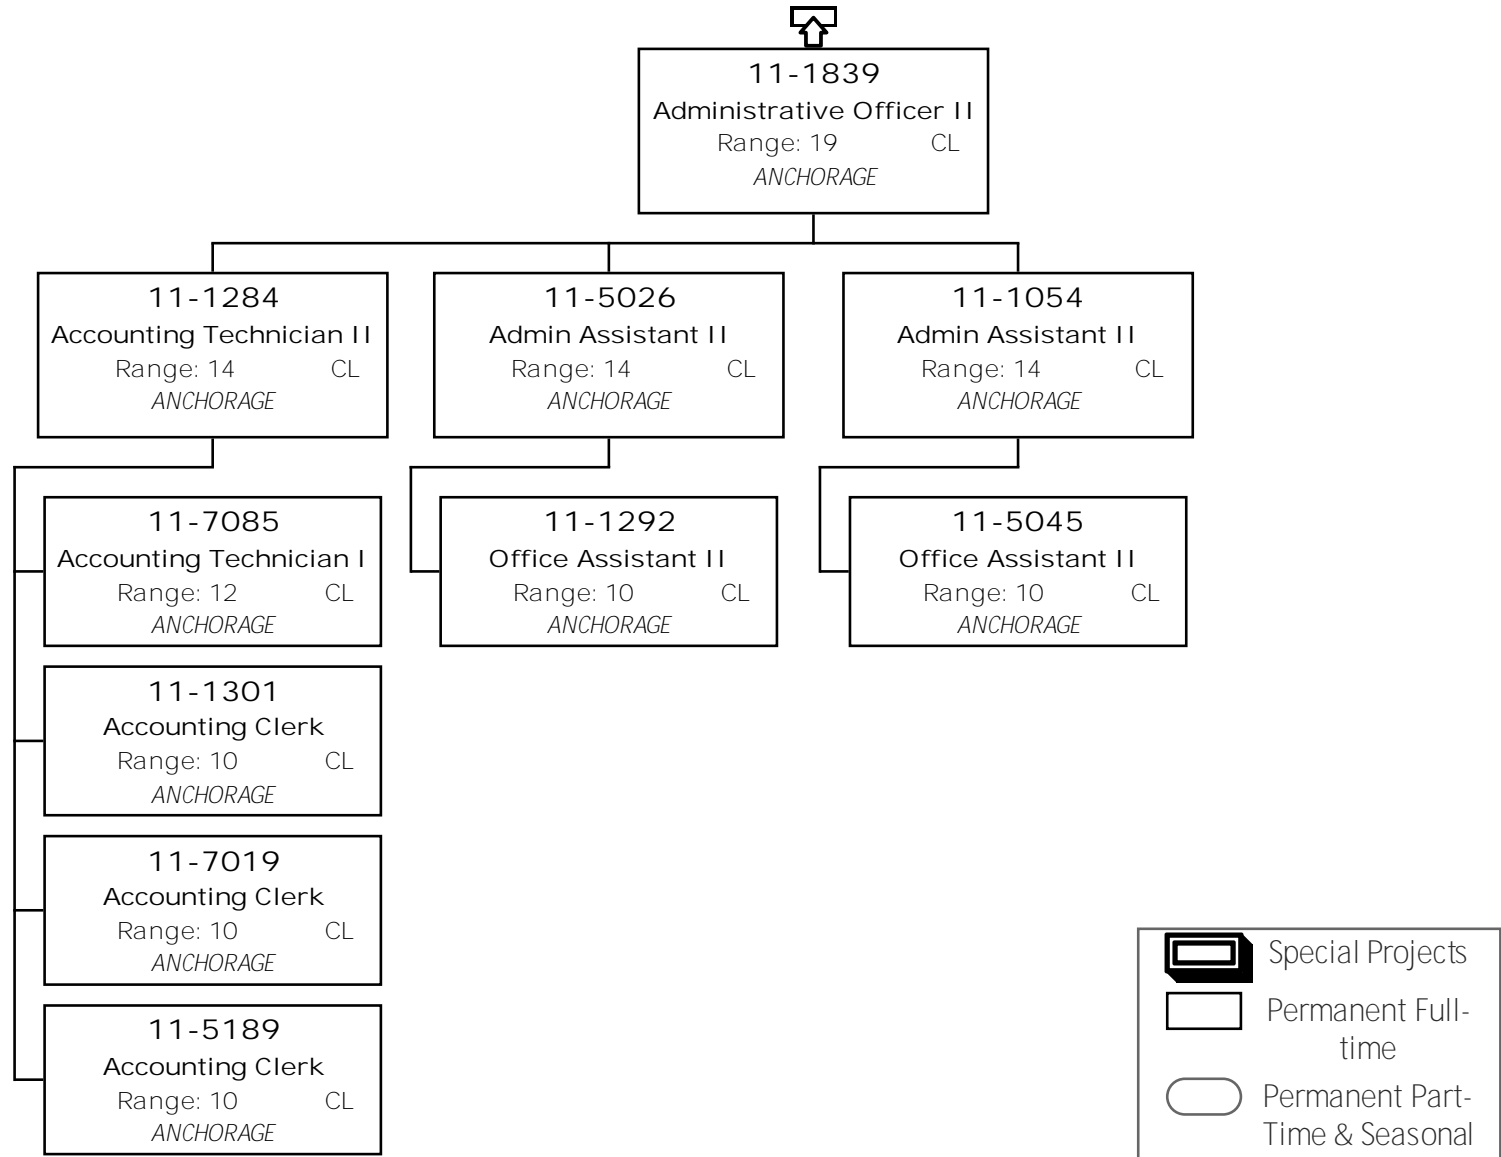 11-1839
Administrative Officer II
Range: 19 CL
ANCHORAGE
11-1284
Accounting Technician II
Range: 14 CL
ANCHORAGE
11-5026
Admin Assistant II
Range: 14 CL
ANCHORAGE
11-1054
Admin Assistant II
Range: 14 CL
ANCHORAGE
11-7085
Accounting Technician I
Range: 12 CL
ANCHORAGE
11-1292
Office Assistant II
Range: 10 CL
ANCHORAGE
11-5045
Office Assistant II
Range: 10 CL
ANCHORAGE
11-1301
Accounting Clerk
Range: 10 CL
ANCHORAGE
11-7019
Accounting Clerk
Range: 10 CL
ANCHORAGE
11-5189
Accounting Clerk
Range: 10 CL
ANCHORAGE
Special Projects
Permanent Full-
time
Permanent Part-
Time & Seasonal